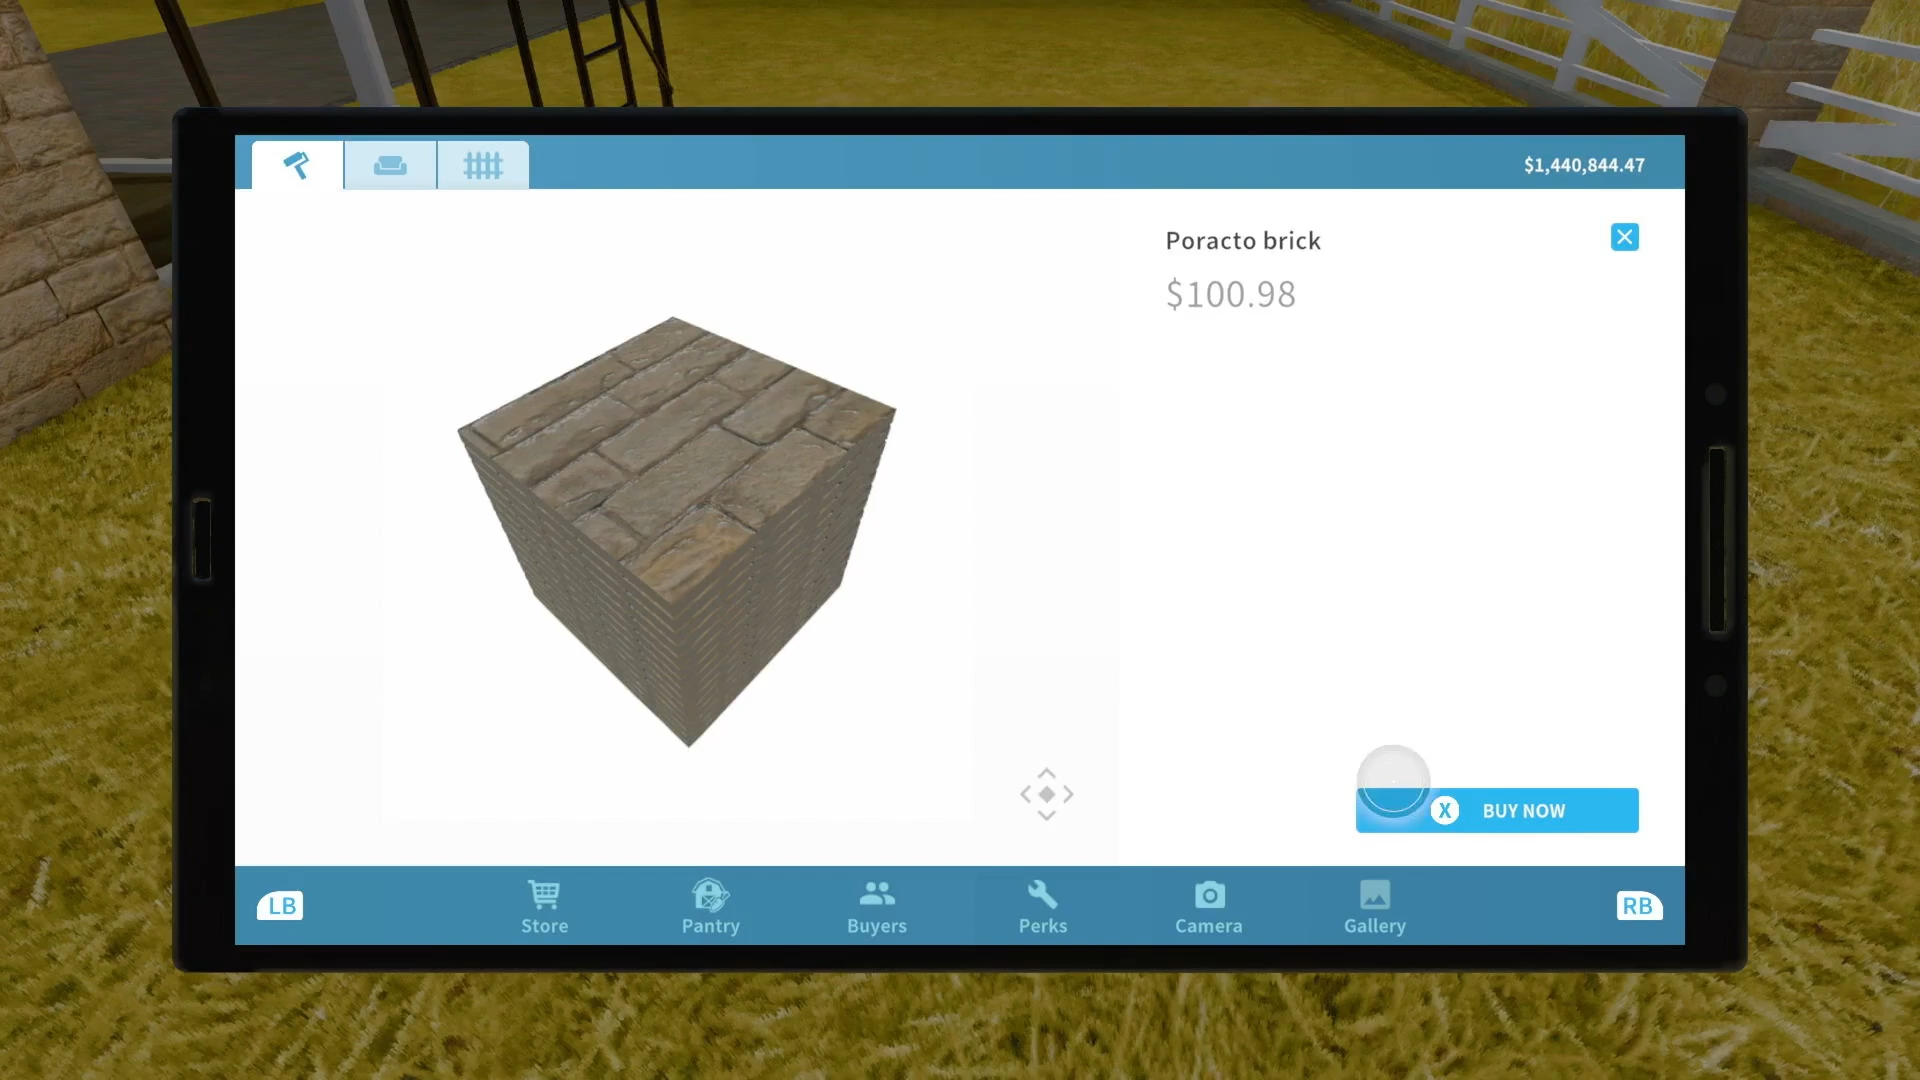 $1,440,844.47
Poracto brick
$100.98
X BUY NOW
LB
Store
Pantry
Buyers
Perks
Camera
Gallery
RB